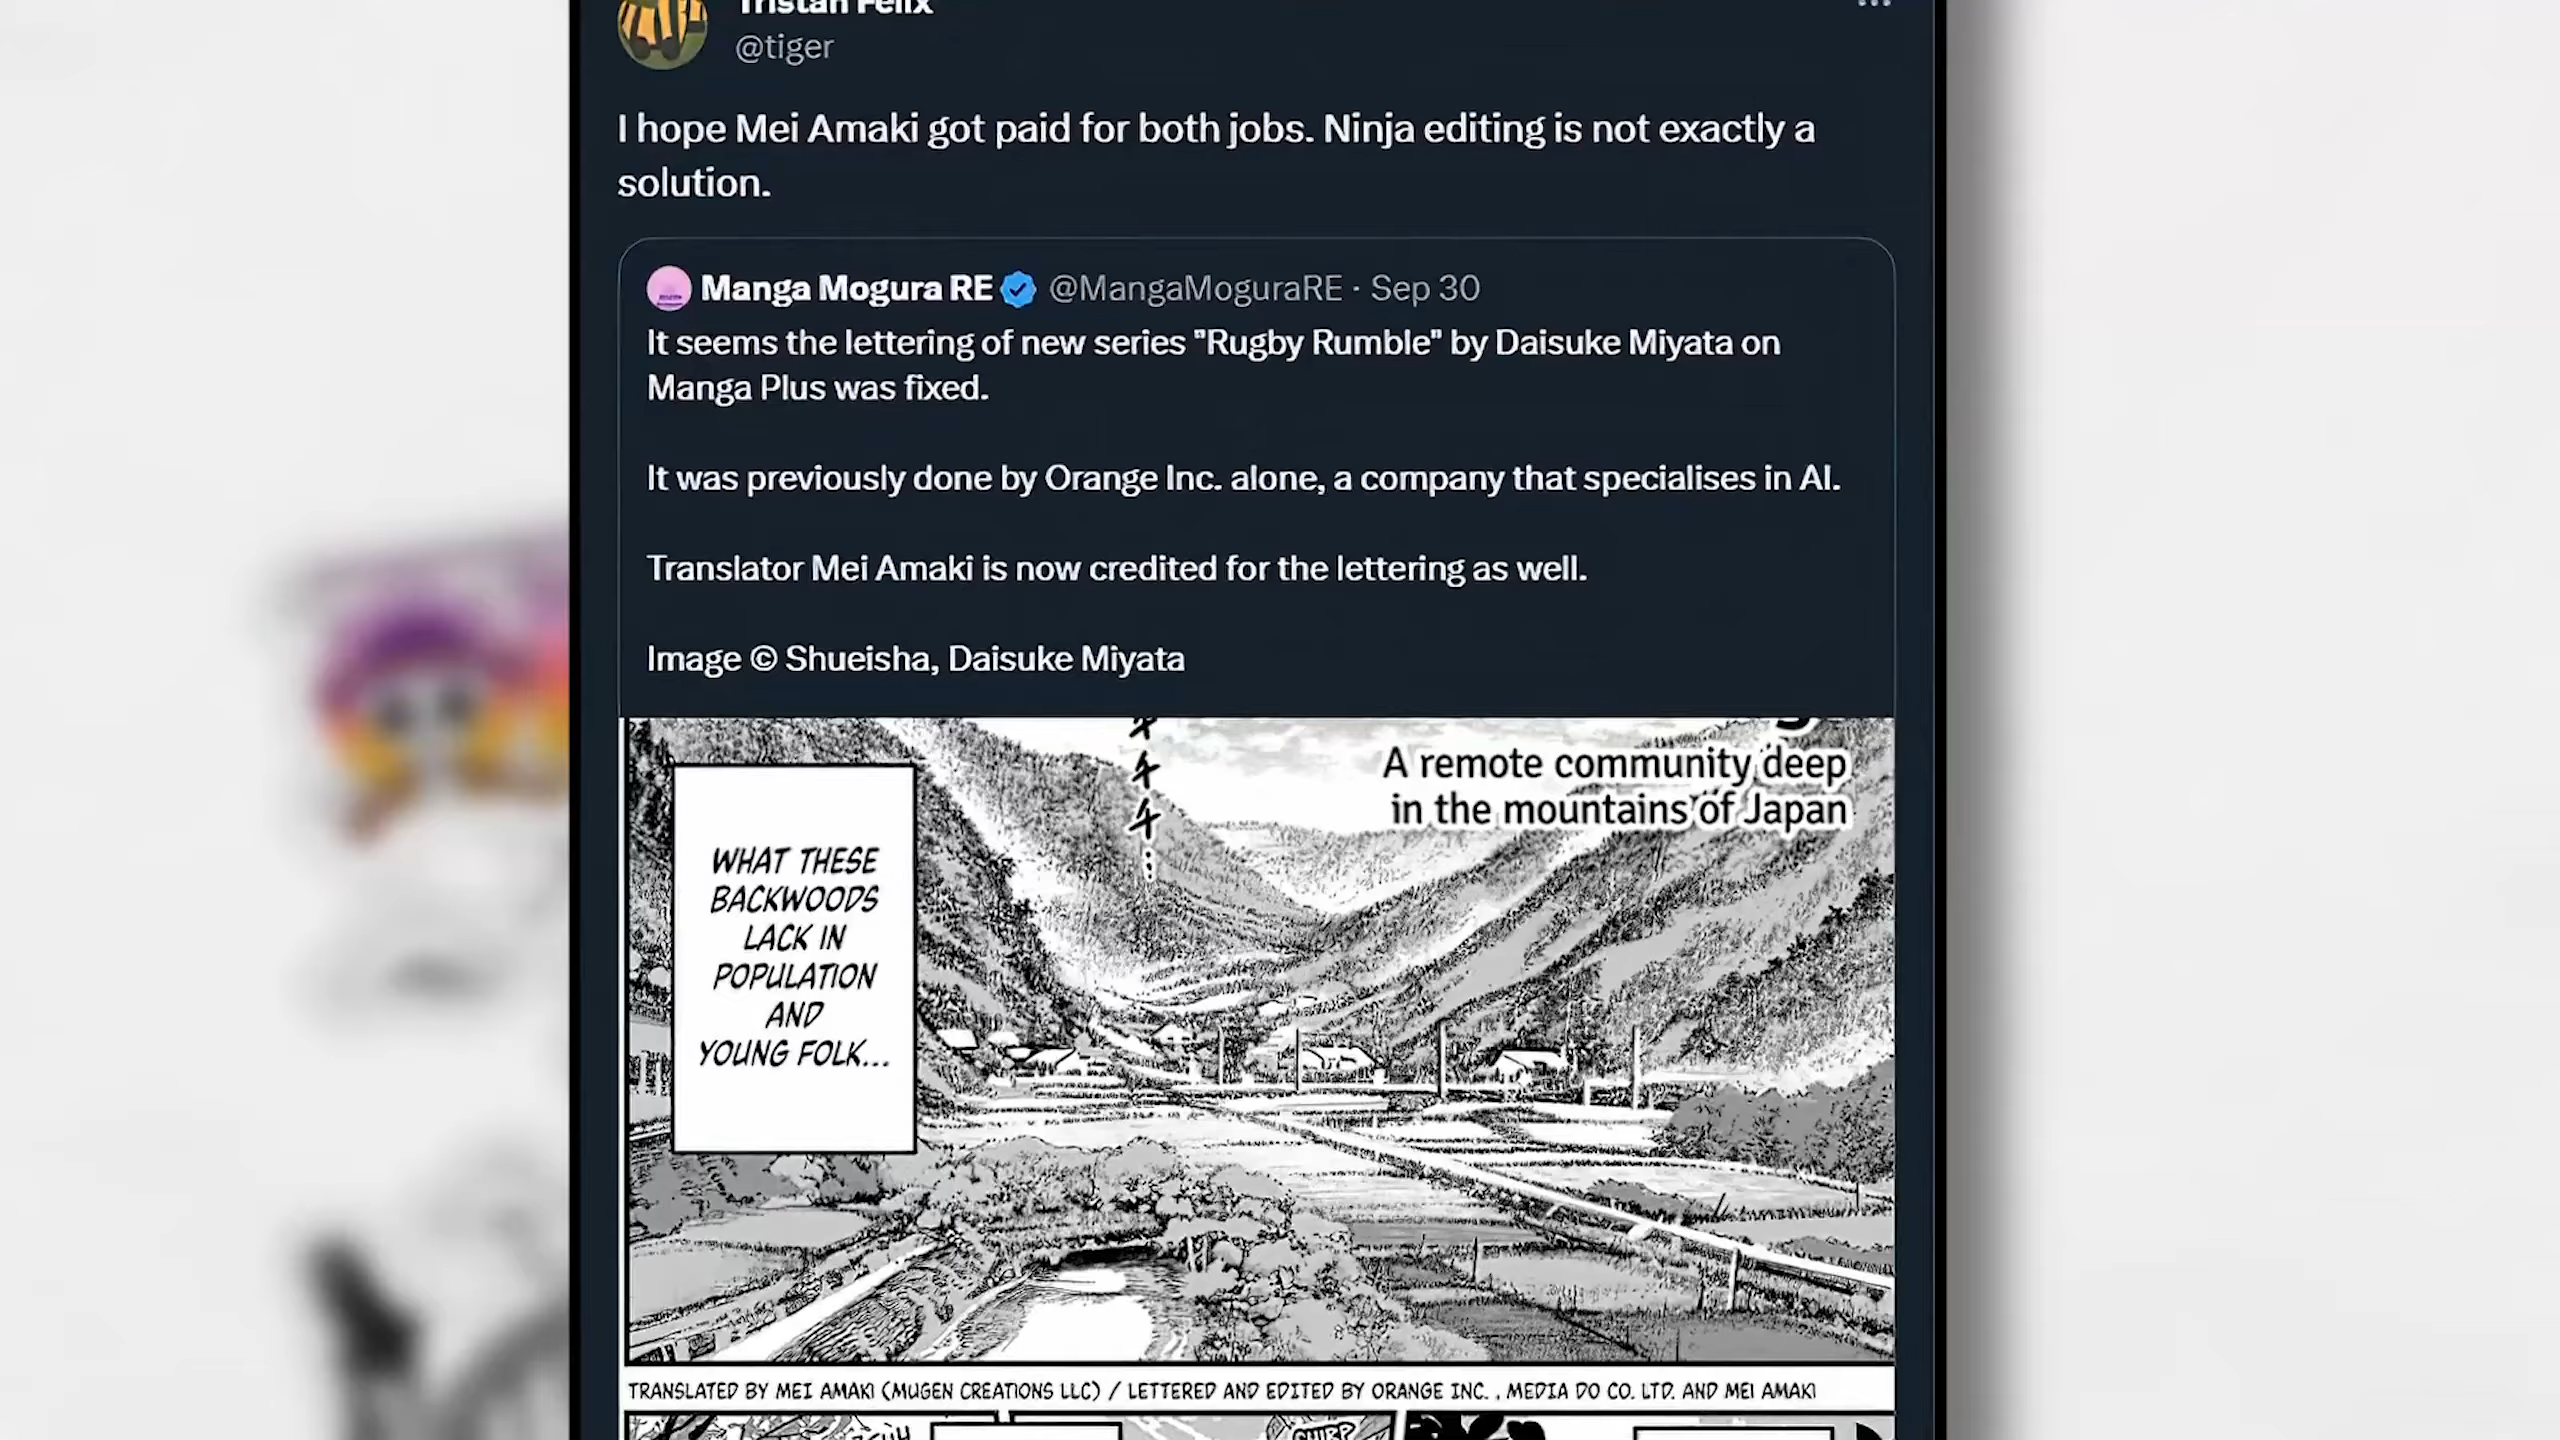 Tristan Felix
@tiger
I hope Mei Amaki got paid for both jobs. Ninja editing is not exactly a
solution.
Manga Mogura RE @MangaMoguraRE · Sep 30
It seems the lettering of new series "Rugby Rumble" by Daisuke Miyata on
Manga Plus was fixed.
It was previously done by Orange Inc. alone, a company that specialises in AI.
Translator Mei Amaki is now credited for the lettering as well.
Image © Shueisha, Daisuke Miyata
A remote community deep
in the mountains of Japan
WHAT THESE
BACKWOODS
LACK IN
POPULATION
AND
YOUNG FOLK...
TRANSLATED BY MEI AMAKI (MUGEN CREATIONS LLC) / LETTERED AND EDITED BY ORANGE INC. , MEDIA DO CO. LTD. AND MEI AMAKI
CHIRP